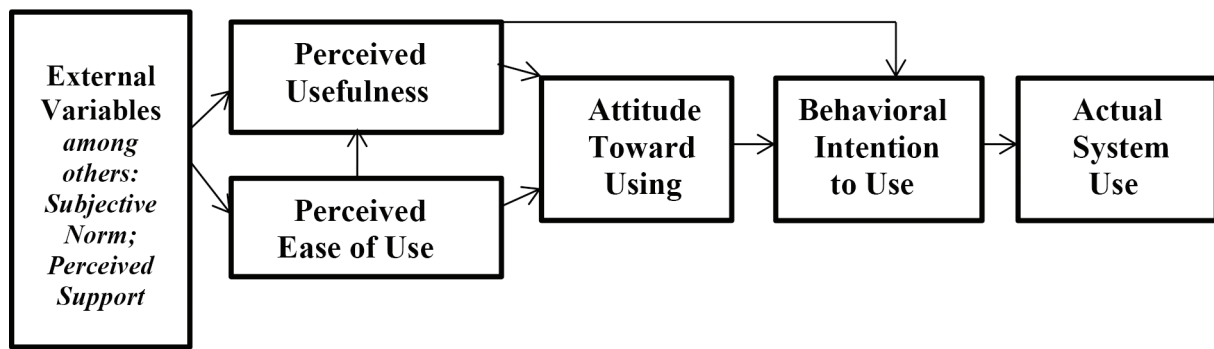 External
Variables
among
others:
Subjective
Norm;
Perceived
Support
Perceived
Usefulness
Perceived
Ease of Use
Attitude
Toward
Using
Behavioral
Intention
to Use
Actual
System
Use